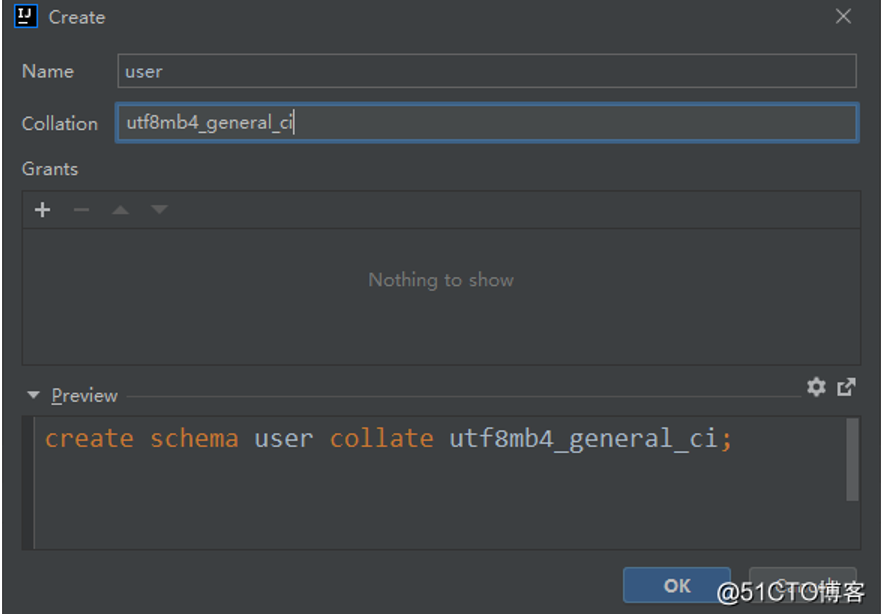 IJ Create
Name user
Collation utf8mb4_general_ci
Grants
Nothing to show
Preview
create schema user collate utf8mb4_general_ci;
OK Cancel
@51CTO博客